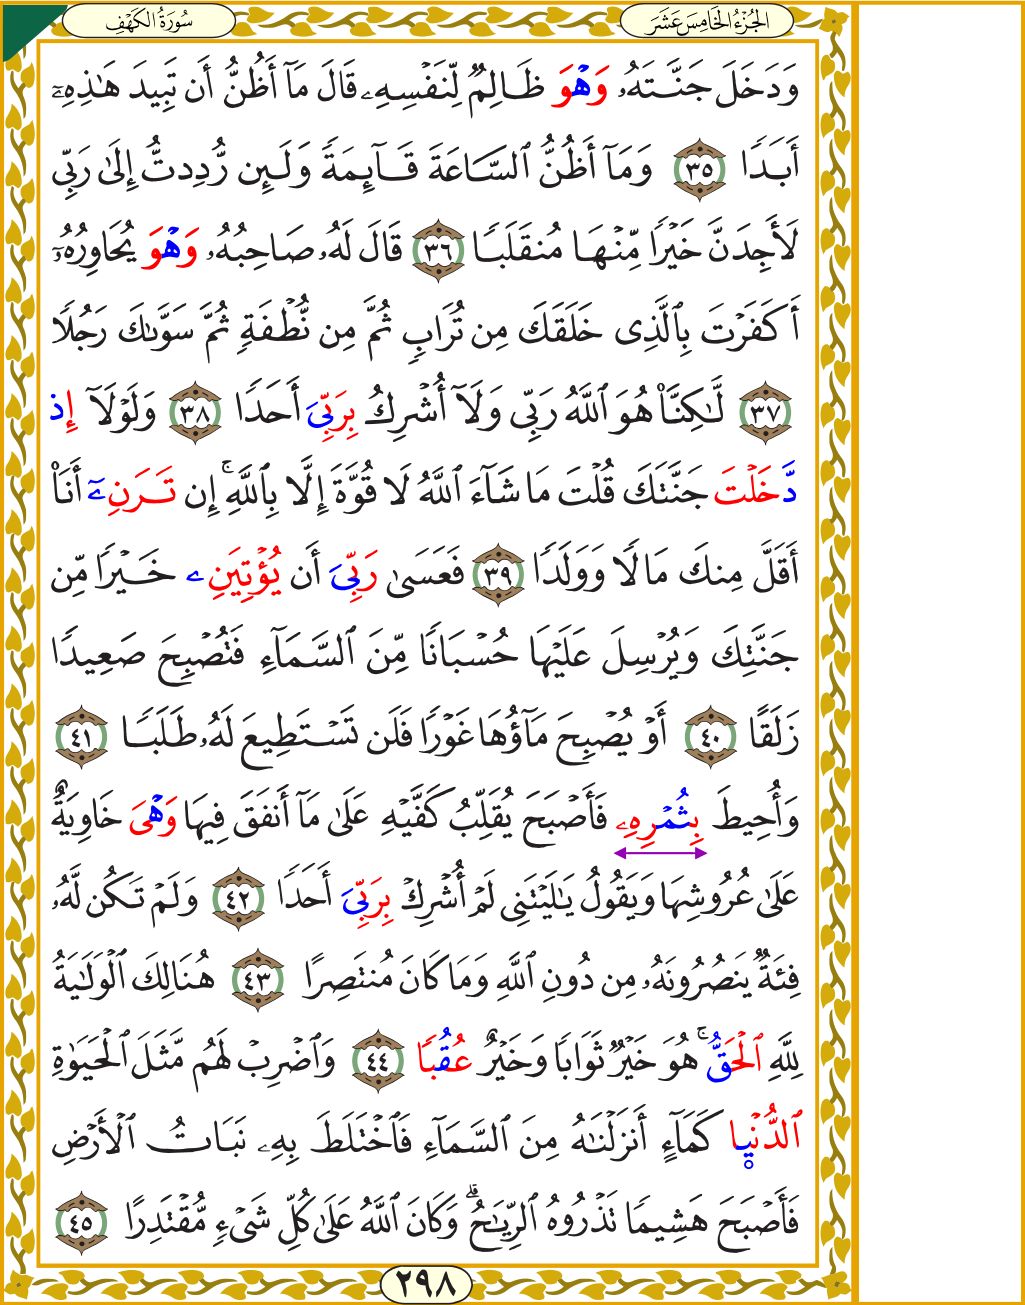 الجُزْءُ الخَامِسَ عَشَرَ
سُورَةُ الكَهْفِ
وَدَخَلَ جَنَّتَهُۥ وَهْوَ ظَالِمٌ لِّنَفْسِهِۦ قَالَ مَآ أَظُنُّ أَن تَبِيدَ هَٰذِهِۦٓ
أَبَدًا ٣٥ وَمَآ أَظُنُّ ٱلسَّاعَةَ قَآئِمَةً وَلَئِن رُّدِدتُّ إِلَىٰ رَبِّى
لَأَجِدَنَّ خَيْرًا مِّنْهَا مُنقَلَبًا ٣٦ قَالَ لَهُۥ صَاحِبُهُۥ وَهْوَ يُحَاوِرُهُۥٓ
أَكَفَرْتَ بِٱلَّذِى خَلَقَكَ مِن تُرَابٍ ثُمَّ مِن نُّطْفَةٍ ثُمَّ سَوَّىٰكَ رَجُلًا
٣٧ لَّٰكِنَّا۠ هُوَ ٱللَّهُ رَبِّى وَلَآ أُشْرِكُ بِرَبِّىَ أَحَدًا ٣٨ وَلَوْلَآ إِذ
دَّخَلْتَ جَنَّتَكَ قُلْتَ مَا شَآءَ ٱللَّهُ لَا قُوَّةَ إِلَّا بِٱللَّهِ ۚ إِن تَرَنِۦٓ أَنَا۠
أَقَلَّ مِنكَ مَالًا وَوَلَدًا ٣٩ فَعَسَىٰ رَبِّىَ أَن يُؤْتِيَنِۦ خَيْرًا مِّن
جَنَّتِكَ وَيُرْسِلَ عَلَيْهَا حُسْبَانًا مِّنَ ٱلسَّمَآءِ فَتُصْبِحَ صَعِيدًا
زَلَقًا ٤٠ أَوْ يُصْبِحَ مَآؤُهَا غَوْرًا فَلَن تَسْتَطِيعَ لَهُۥ طَلَبًا ٤١
وَأُحِيطَ بِثُمْرِهِۦ فَأَصْبَحَ يُقَلِّبُ كَفَّيْهِ عَلَىٰ مَآ أَنفَقَ فِيهَا وَهْىَ خَاوِيَةٌ
عَلَىٰ عُرُوشِهَا وَيَقُولُ يَٰلَيْتَنِى لَمْ أُشْرِكْ بِرَبِّىَ أَحَدًا ٤٢ وَلَمْ تَكُن لَّهُۥ
فِئَةٌ يَنصُرُونَهُۥ مِن دُونِ ٱللَّهِ وَمَا كَانَ مُنتَصِرًا ٤٣ هُنَالِكَ ٱلْوَلَٰيَةُ
لِلَّهِ ٱلْحَقُّ ۚ هُوَ خَيْرٌ ثَوَابًا وَخَيْرٌ عُقُبًا ٤٤ وَٱضْرِبْ لَهُم مَّثَلَ ٱلْحَيَوٰةِ
ٱلدُّنْيا كَمَآءٍ أَنزَلْنَٰهُ مِنَ ٱلسَّمَآءِ فَٱخْتَلَطَ بِهِۦ نَبَاتُ ٱلْأَرْضِ
فَأَصْبَحَ هَشِيمًا تَذْرُوهُ ٱلرِّيَٰحُ ۗ وَكَانَ ٱللَّهُ عَلَىٰ كُلِّ شَىْءٍ مُّقْتَدِرًا ٤٥
٢٩٨